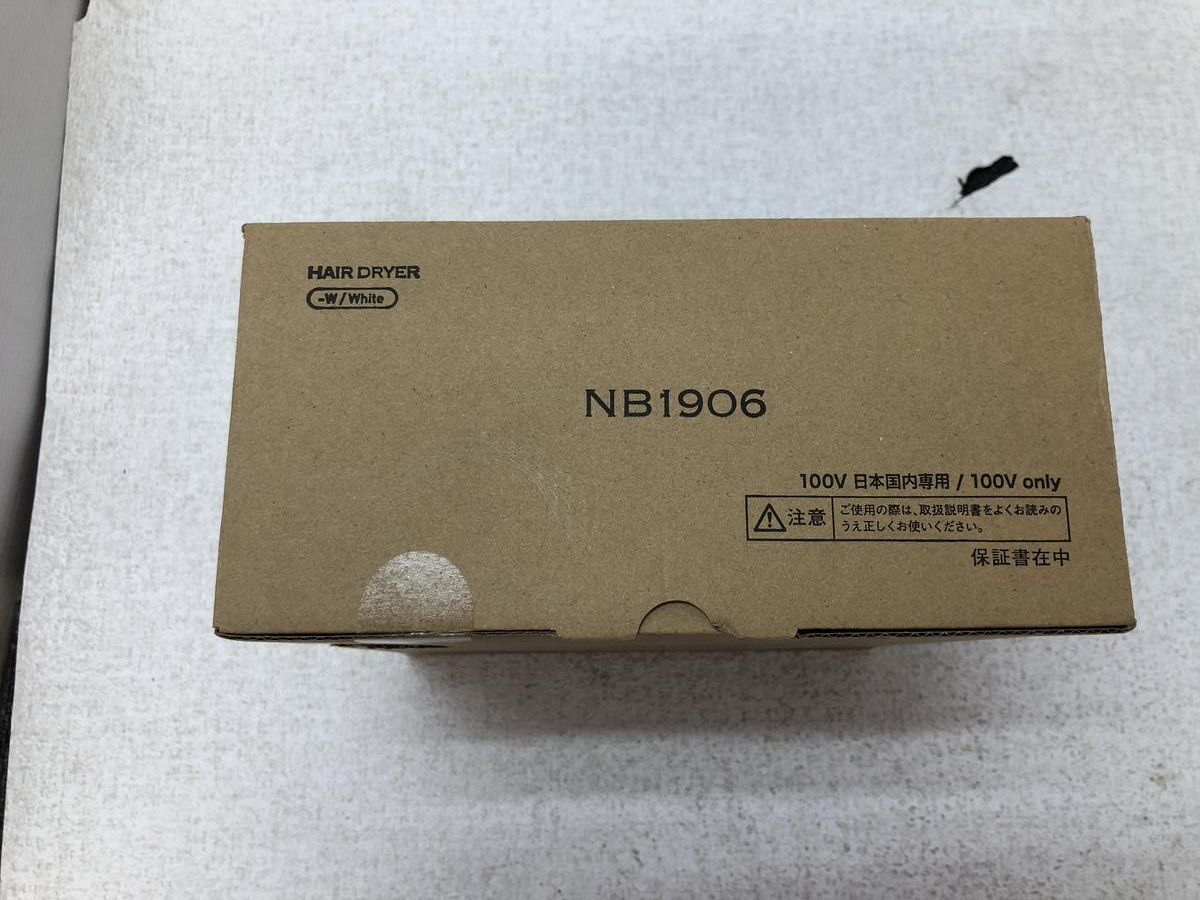 HAIR DRYER
-W/White
NB1906
100V 日本国内専用 / 100V only
注意
ご使用の際は、取扱説明書をよくお読みの
うえ正しくお使いください。
保証書在中